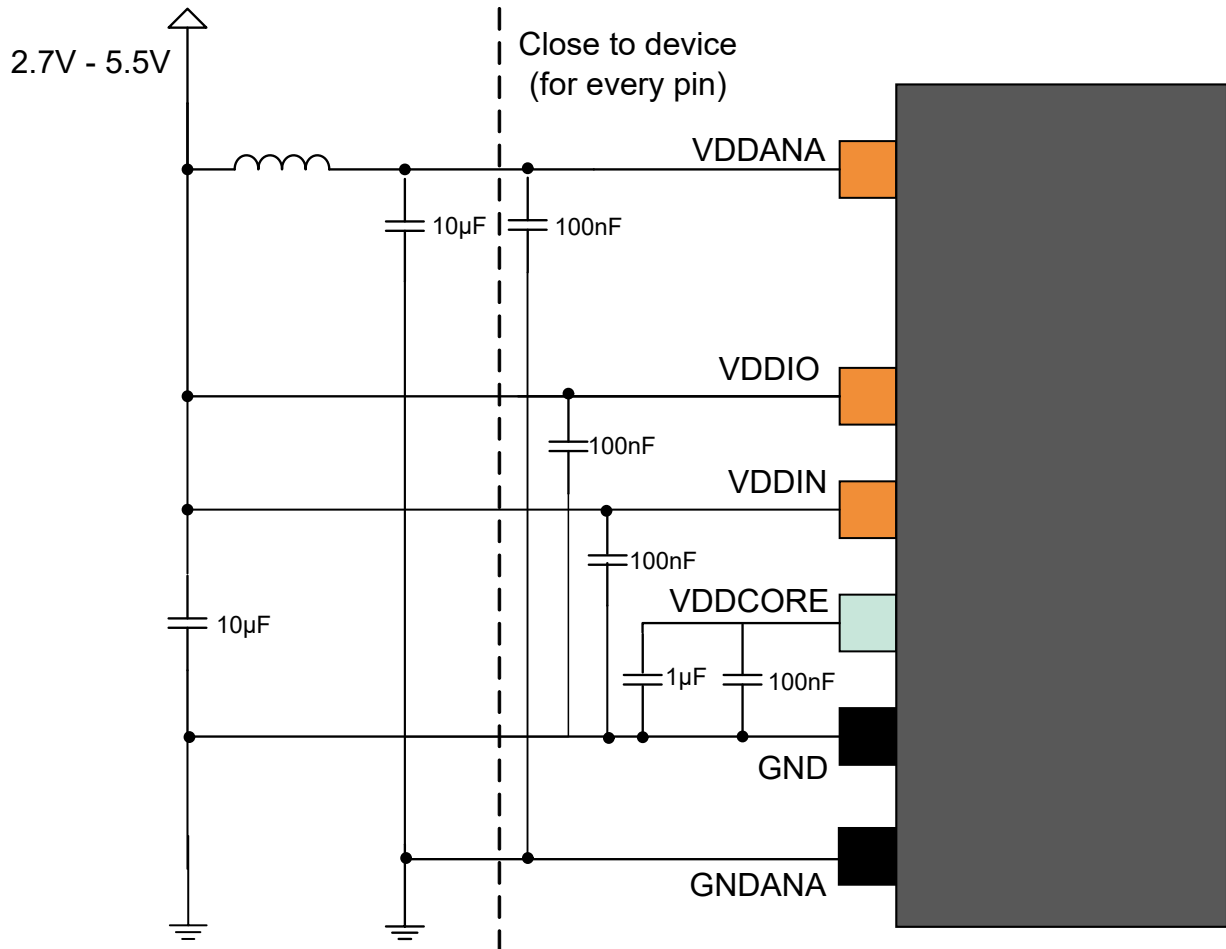 2.7V - 5.5V
Close to device
(for every pin)
VDDANA
10µF
100nF
VDDIO
100nF
VDDIN
100nF
VDDCORE
10µF
1µF
100nF
GND
GNDANA